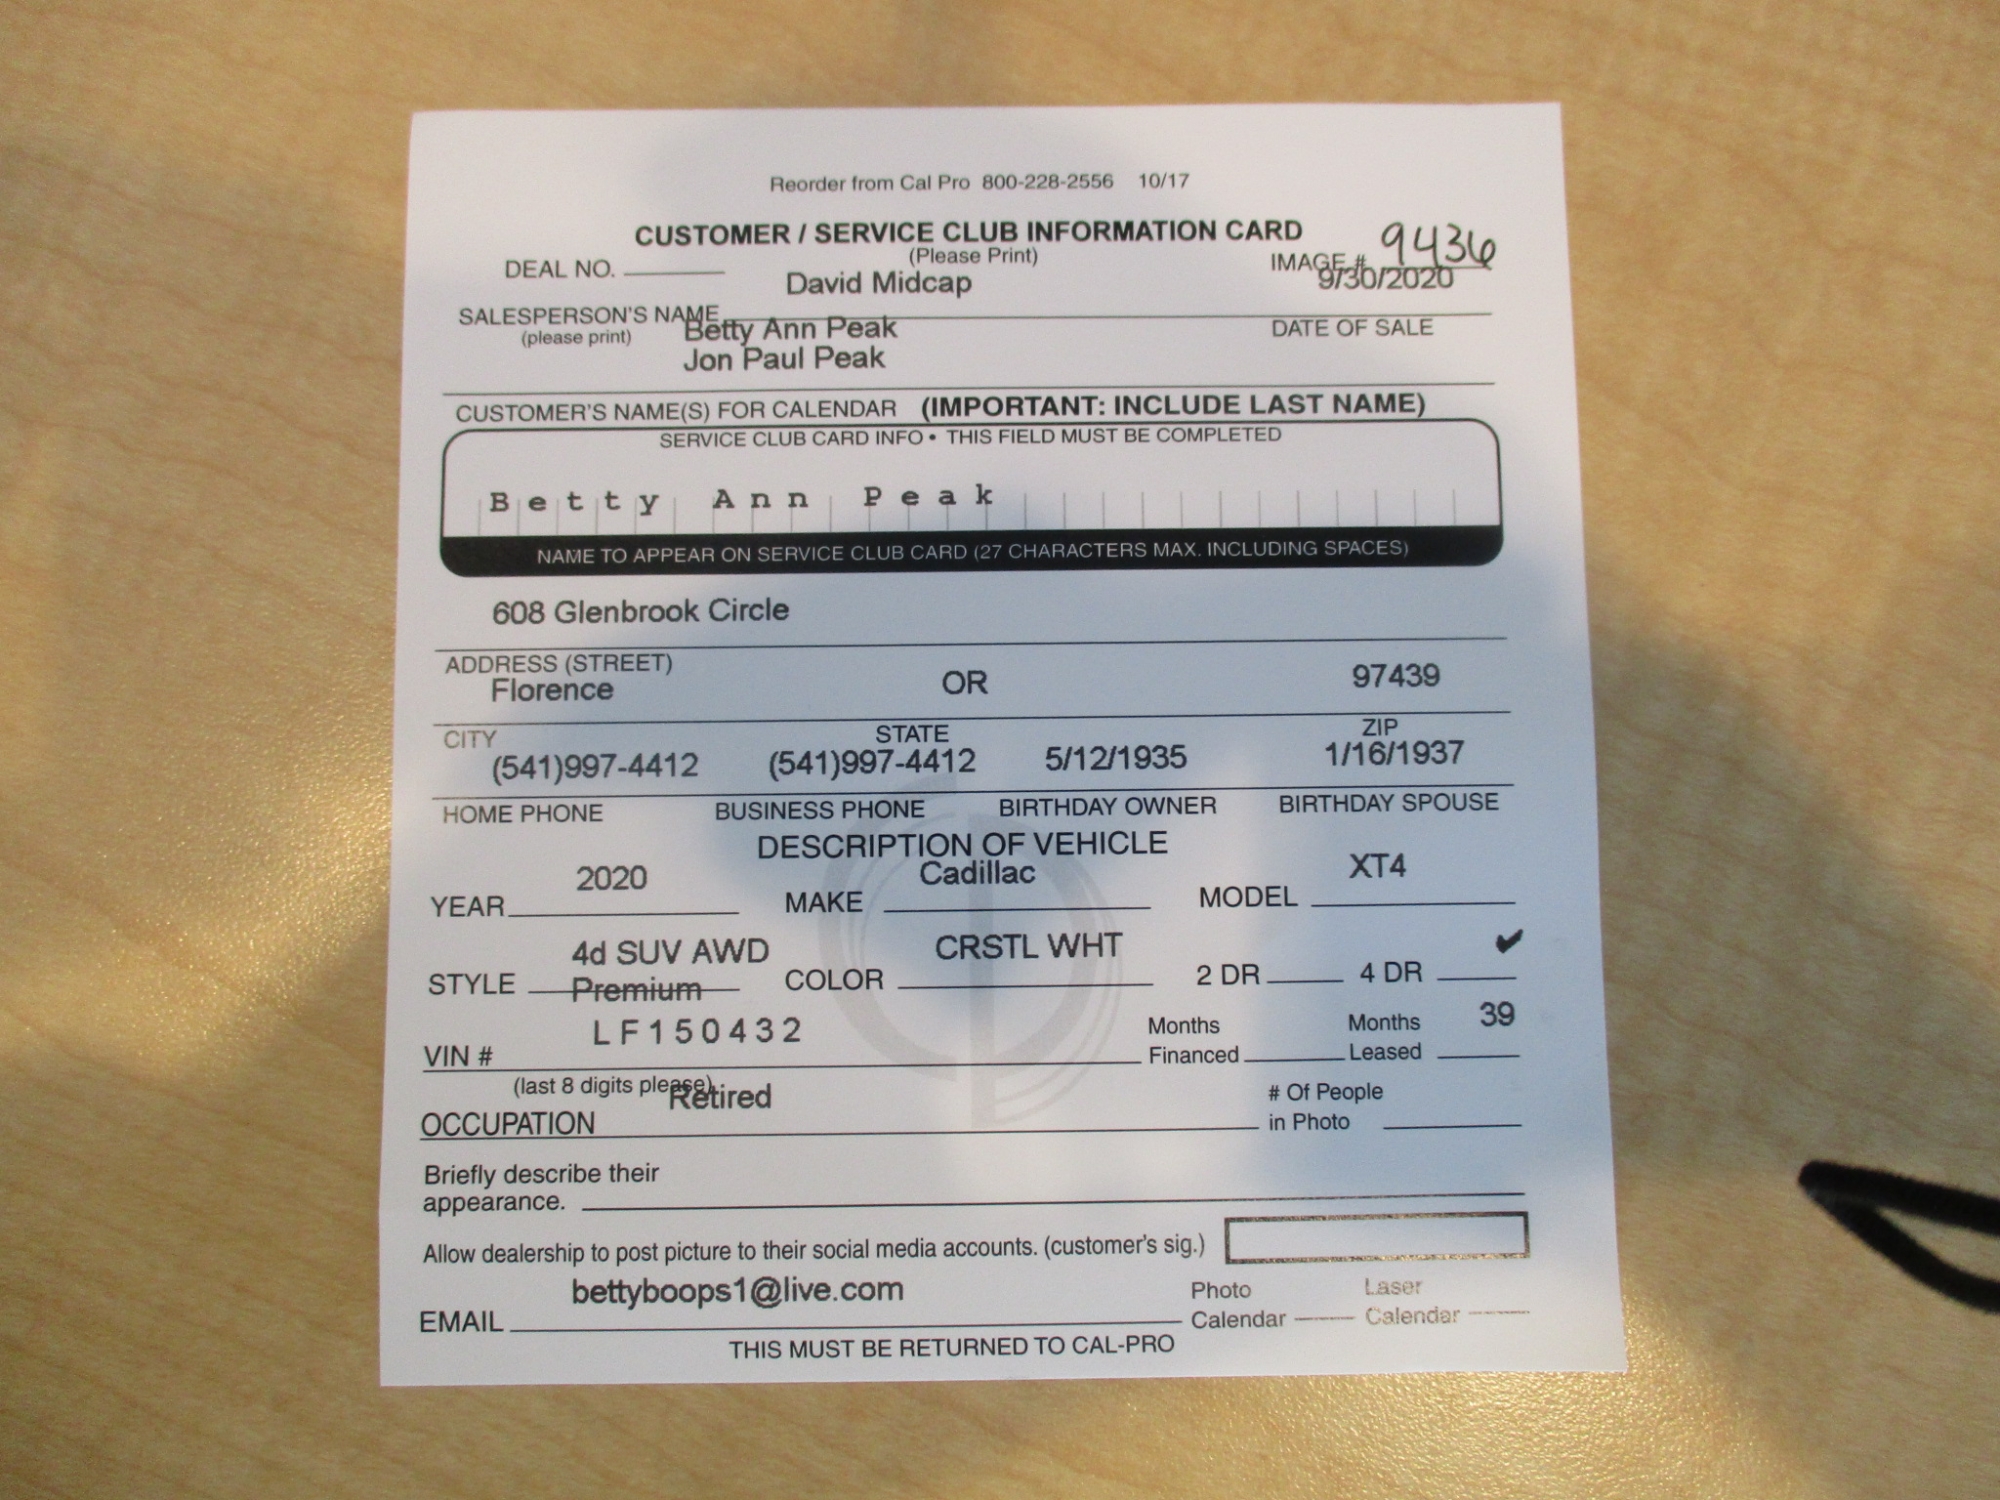 Reorder from Cal Pro 800-228-2556 10/17
CUSTOMER / SERVICE CLUB INFORMATION CARD
(Please Print)
DEAL NO.
IMAGE # 9436
David Midcap
9/30/2020
SALESPERSON'S NAME
(please print)
DATE OF SALE
Betty Ann Peak
Jon Paul Peak
CUSTOMER'S NAME(S) FOR CALENDAR (IMPORTANT: INCLUDE LAST NAME)
SERVICE CLUB CARD INFO • THIS FIELD MUST BE COMPLETED
Betty Ann Peak
NAME TO APPEAR ON SERVICE CLUB CARD (27 CHARACTERS MAX. INCLUDING SPACES)
608 Glenbrook Circle
ADDRESS (STREET)
Florence OR 97439
CITY STATE ZIP
(541)997-4412 (541)997-4412 5/12/1935 1/16/1937
HOME PHONE BUSINESS PHONE BIRTHDAY OWNER BIRTHDAY SPOUSE
DESCRIPTION OF VEHICLE
YEAR 2020 MAKE Cadillac MODEL XT4
STYLE 4d SUV AWD COLOR CRSTL WHT 2 DR 4 DR ✔
Premium
VIN # LF150432 Months Financed Months Leased 39
(last 8 digits please)
OCCUPATION Retired # Of People in Photo
Briefly describe their
appearance.
Allow dealership to post picture to their social media accounts. (customer's sig.)
EMAIL bettyboops1@live.com Photo Calendar Laser Calendar
THIS MUST BE RETURNED TO CAL-PRO